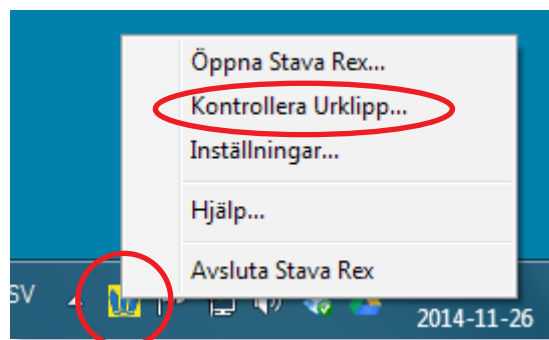 Öppna Stava Rex...
Kontrollera Urklipp...
Inställningar...
Hjälp...
Avsluta Stava Rex
SV
2014-11-26